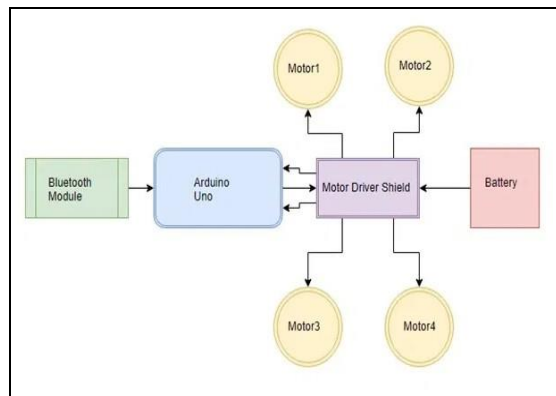 Motor1
Motor2
Bluetooth
Module
Arduino
Uno
Motor Driver Shield
Battery
Motor3
Motor4